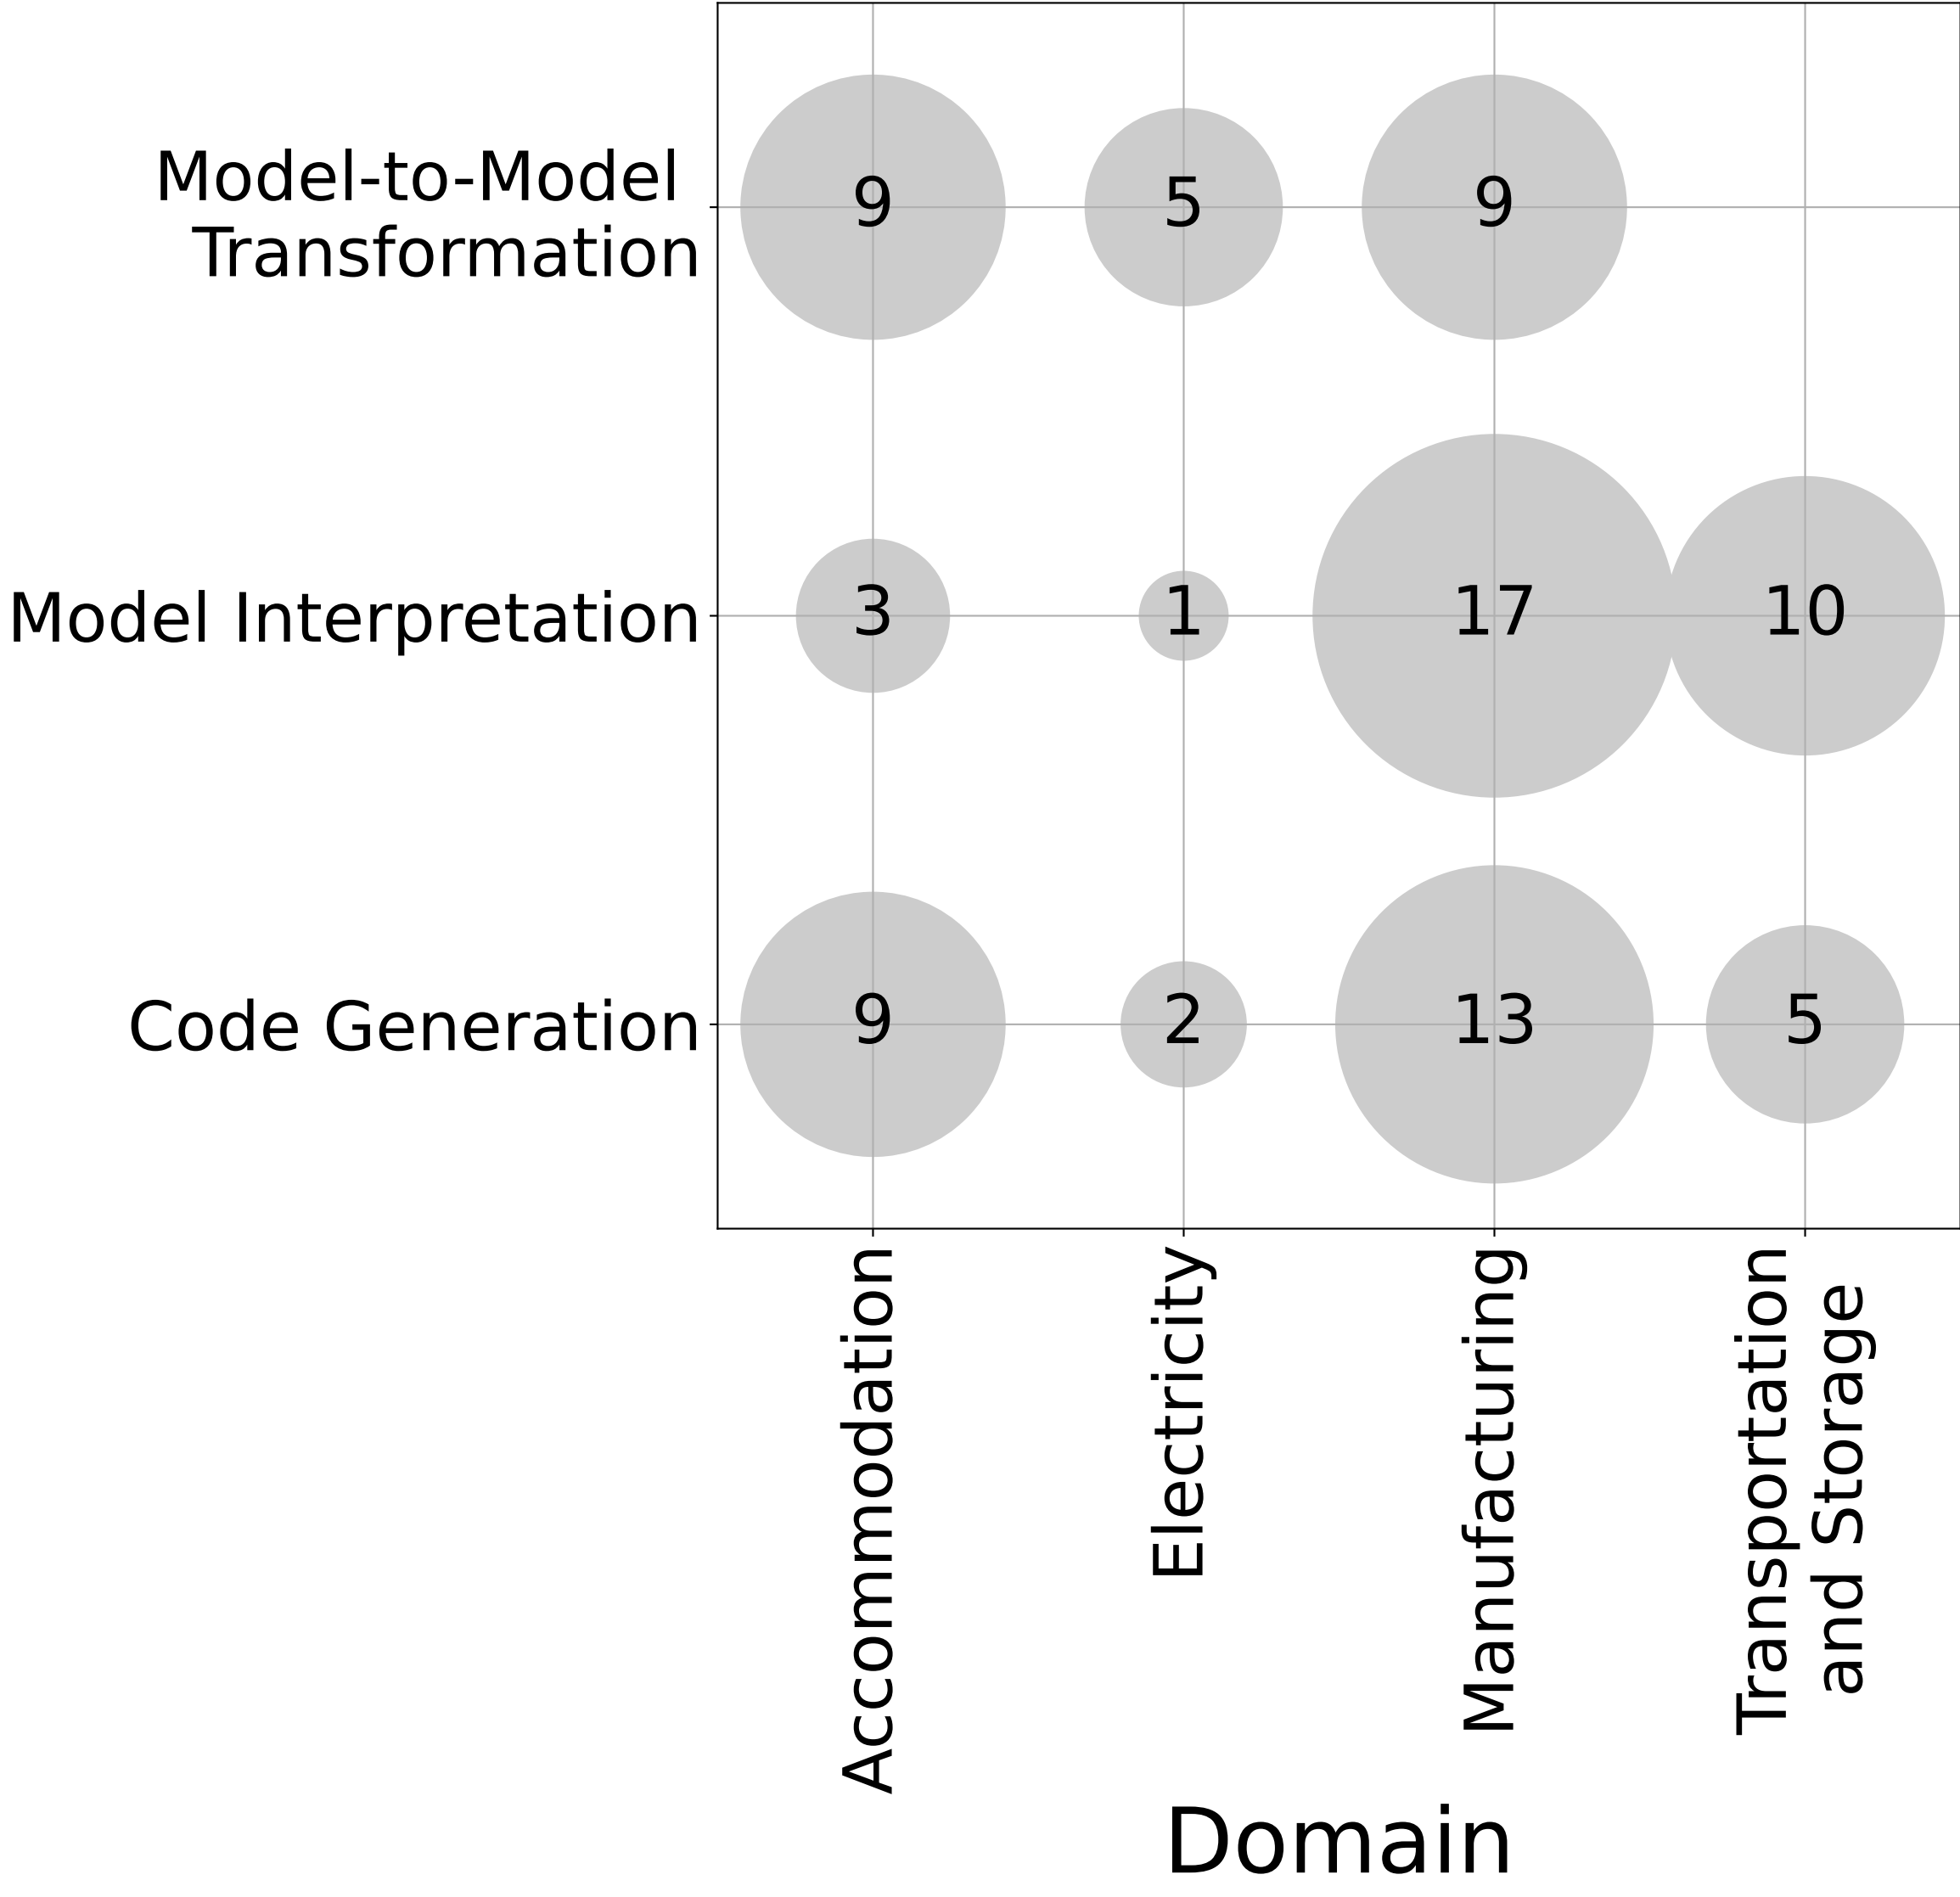 Model-to-Model
Transformation
9 5 9
Model Interpretation
3 1 17 10
Code Generation
9 2 13 5
Accommodation
Electricity
Manufacturing
Transportation
and Storage
Domain